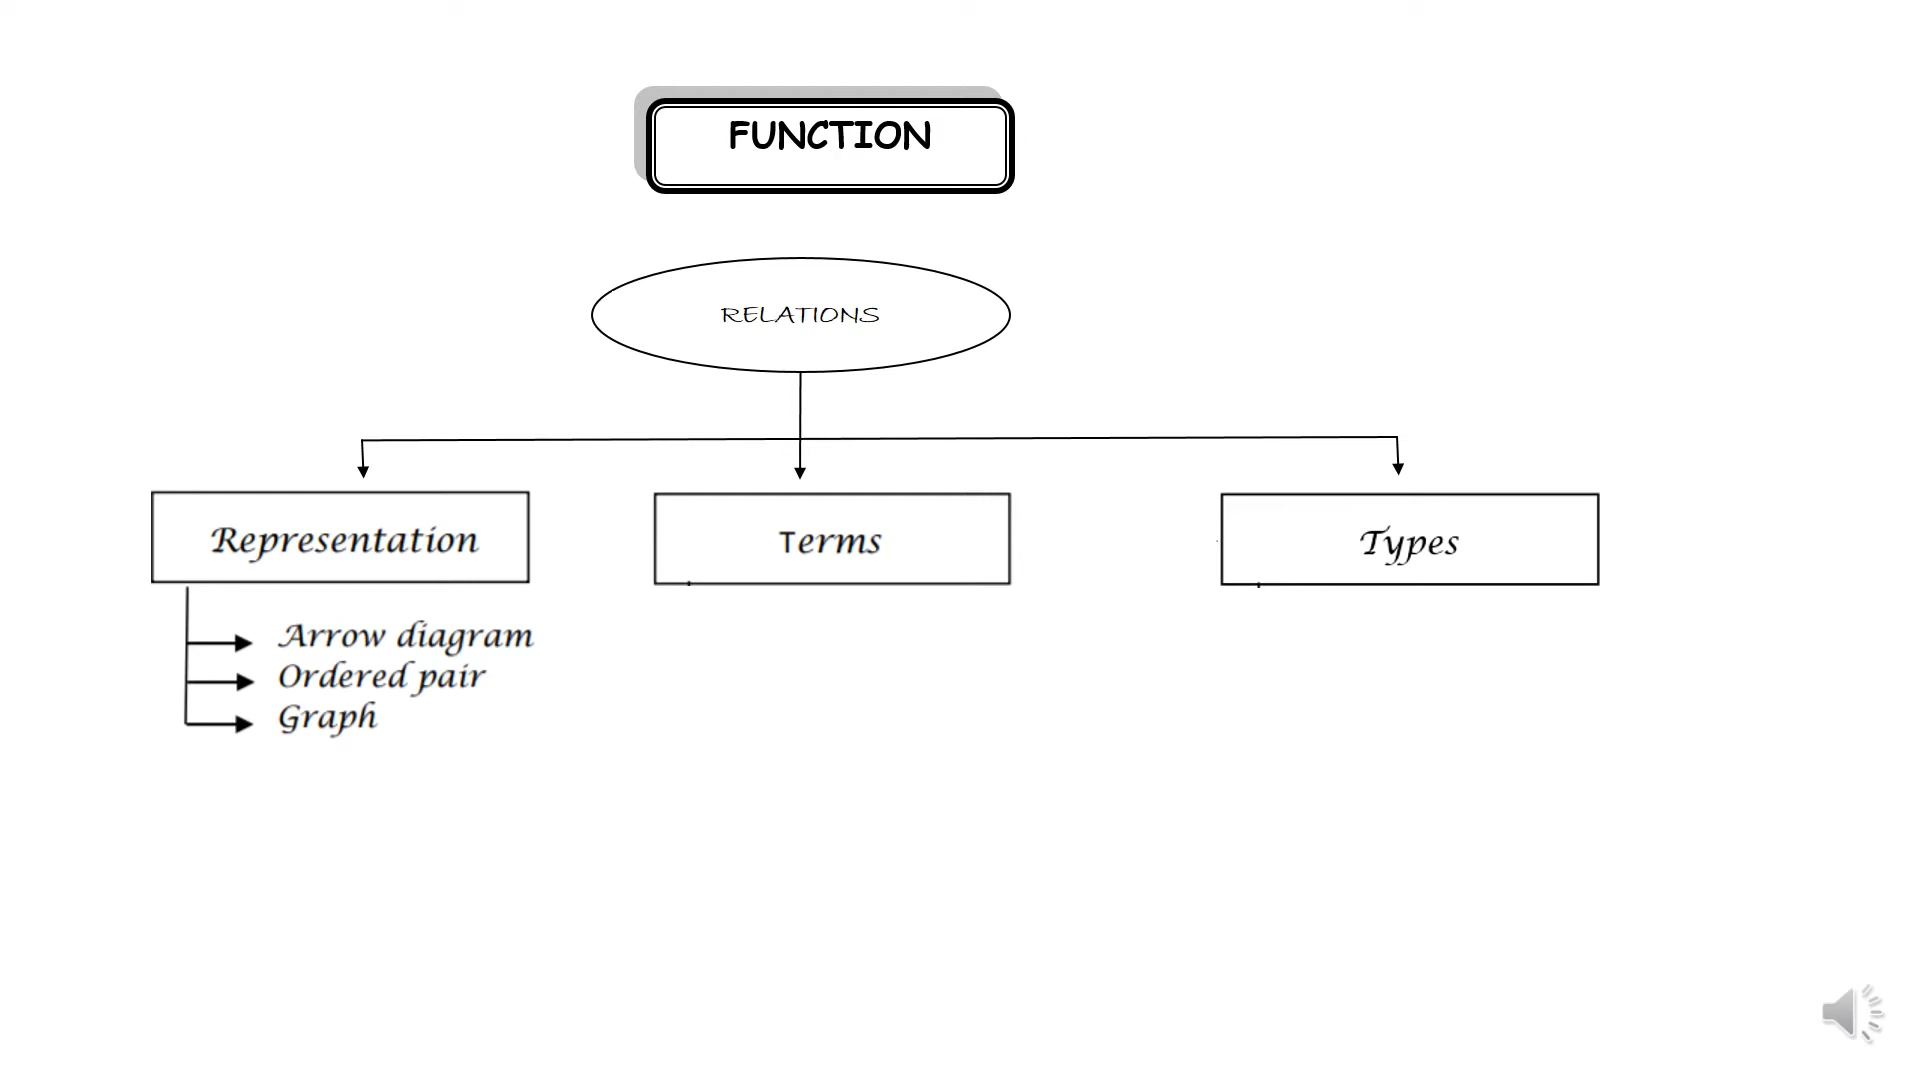 FUNCTION
RELATIONS
Representation
Terms
Types
Arrow diagram
Ordered pair
Graph